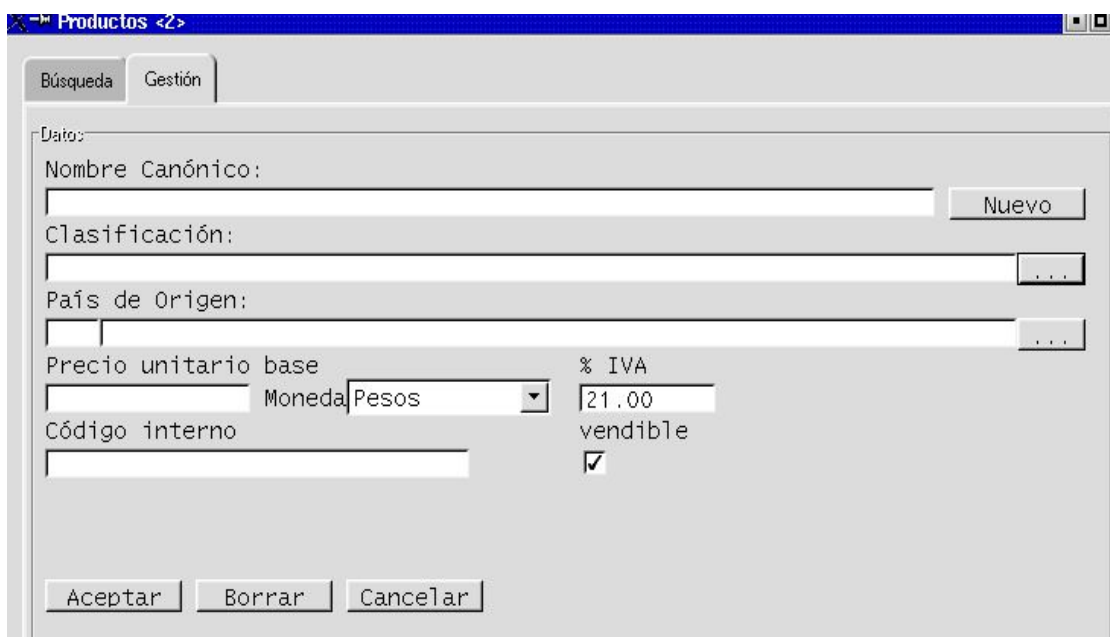 Productos <2>
Búsqueda Gestión
Datos
Nombre Canónico:
Nuevo
Clasificación:
...
País de Origen:
...
Precio unitario base % IVA
Moneda Pesos 21.00
Código interno vendible
Aceptar Borrar Cancelar